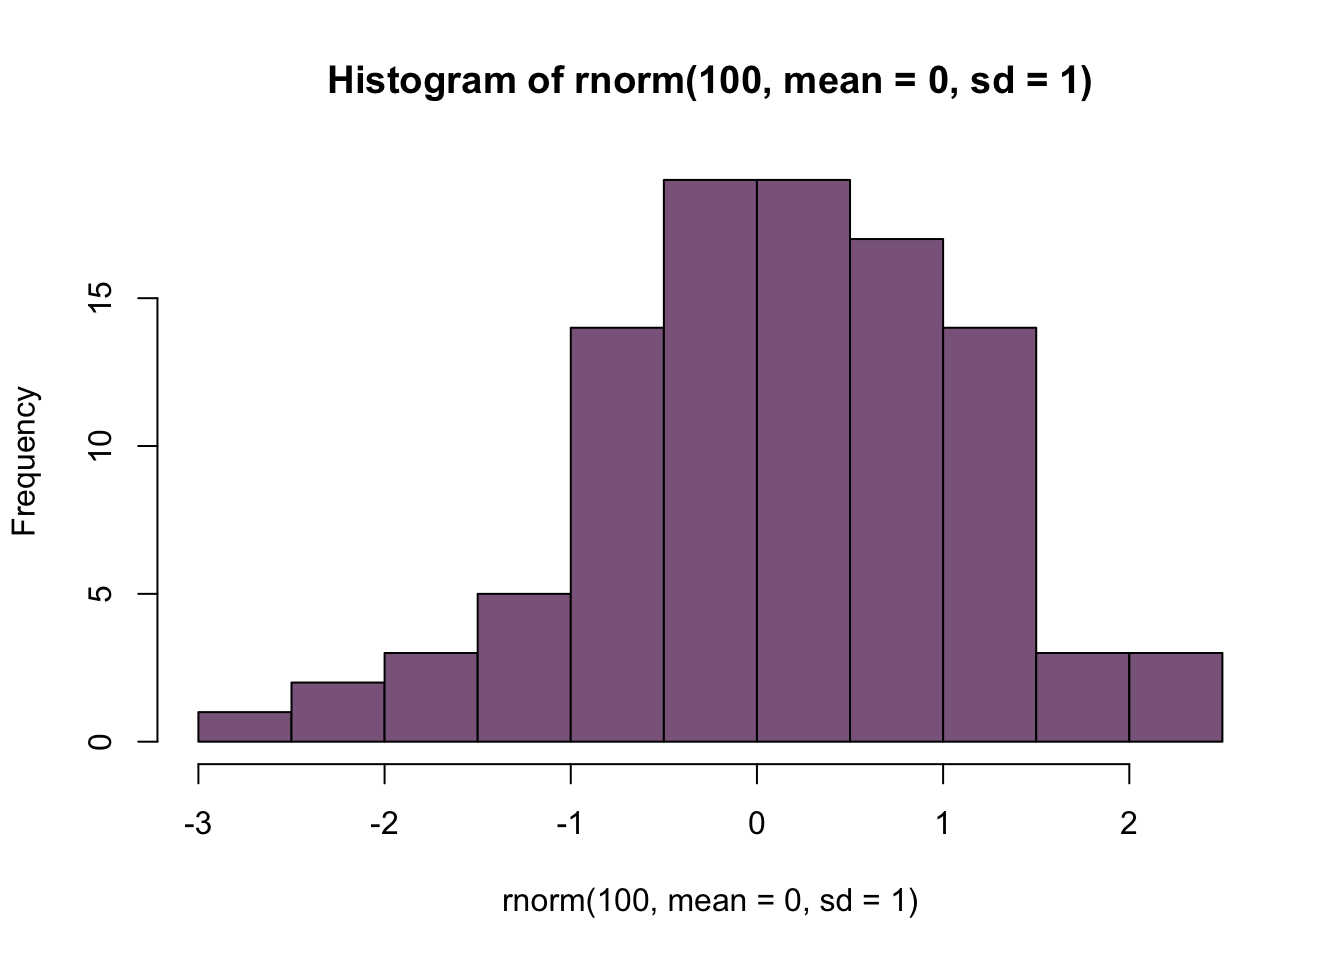 Histogram of rnorm(100, mean = 0, sd = 1)
Frequency
15
10
5
0
-3 -2 -1 0 1 2
rnorm(100, mean = 0, sd = 1)